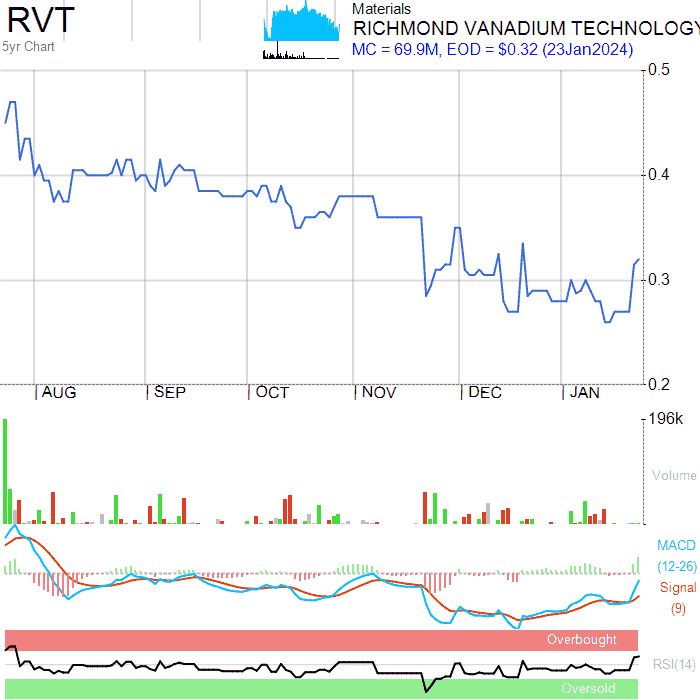 RVT
5yr Chart
Materials
RICHMOND VANADIUM TECHNOLOGY
MC = 69.9M, EOD = $0.32 (23Jan2024)
0.5
0.4
0.3
0.2
AUG SEP OCT NOV DEC JAN
196k
Volume
MACD
(12-26)
Signal
(9)
Overbought
RSI(14)
Oversold